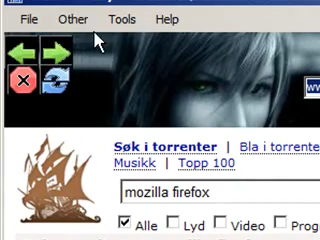 File Other Tools Help
Søk i torrenter | Bla i torrente
Musikk | Topp 100
mozilla firefox
Alle Lyd Video Prog